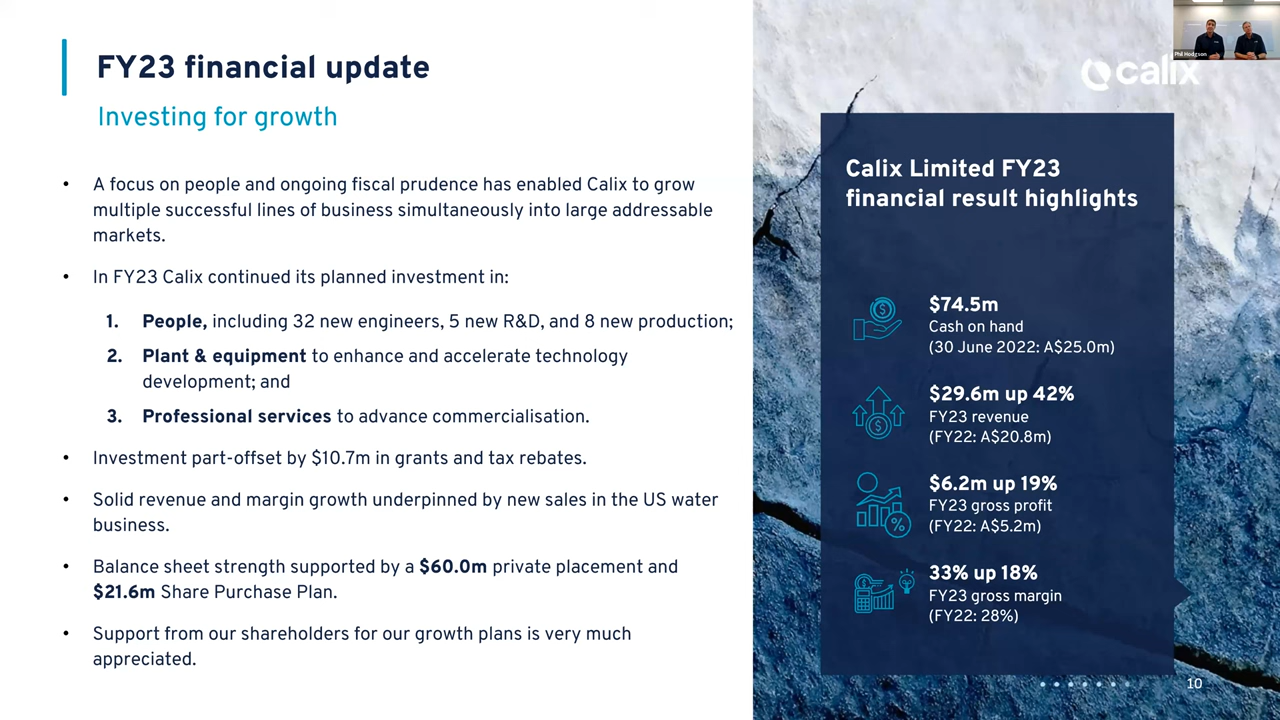 FY23 financial update
Investing for growth
• A focus on people and ongoing fiscal prudence has enabled Calix to grow
multiple successful lines of business simultaneously into large addressable
markets.
• In FY23 Calix continued its planned investment in:
1. People, including 32 new engineers, 5 new R&D, and 8 new production;
2. Plant & equipment to enhance and accelerate technology
development; and
3. Professional services to advance commercialisation.
• Investment part-offset by $10.7m in grants and tax rebates.
• Solid revenue and margin growth underpinned by new sales in the US water
business.
• Balance sheet strength supported by a $60.0m private placement and
$21.6m Share Purchase Plan.
• Support from our shareholders for our growth plans is very much
appreciated.
Phil Hodgson
calix
Calix Limited FY23
financial result highlights
$74.5m
Cash on hand
(30 June 2022: A$25.0m)
$29.6m up 42%
FY23 revenue
(FY22: A$20.8m)
$6.2m up 19%
FY23 gross profit
(FY22: A$5.2m)
33% up 18%
FY23 gross margin
(FY22: 28%)
10